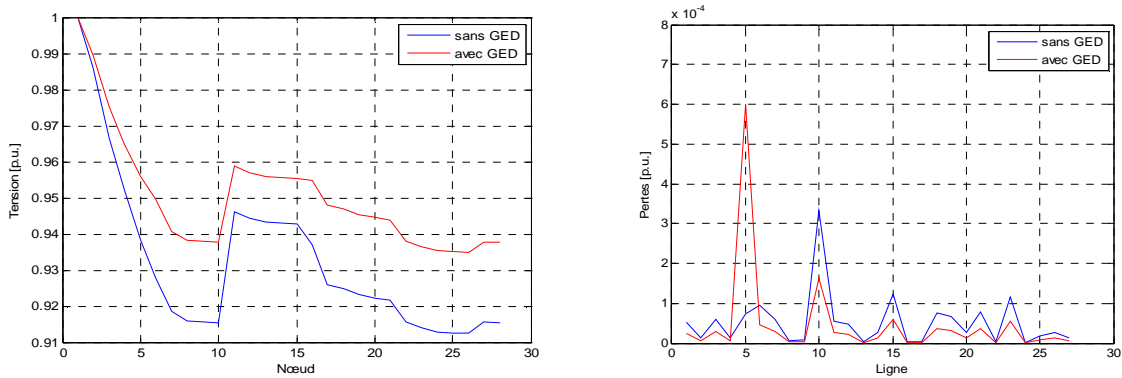 1
0.99
0.98
0.97
0.96
0.95
0.94
0.93
0.92
0.91
0 5 10 15 20 25 30
Nœud
Tension [p.u.]
sans GED
avec GED
x 10-4
8
7
6
5
4
3
2
1
0
0 5 10 15 20 25 30
Ligne
Pertes [p.u.]
sans GED
avec GED